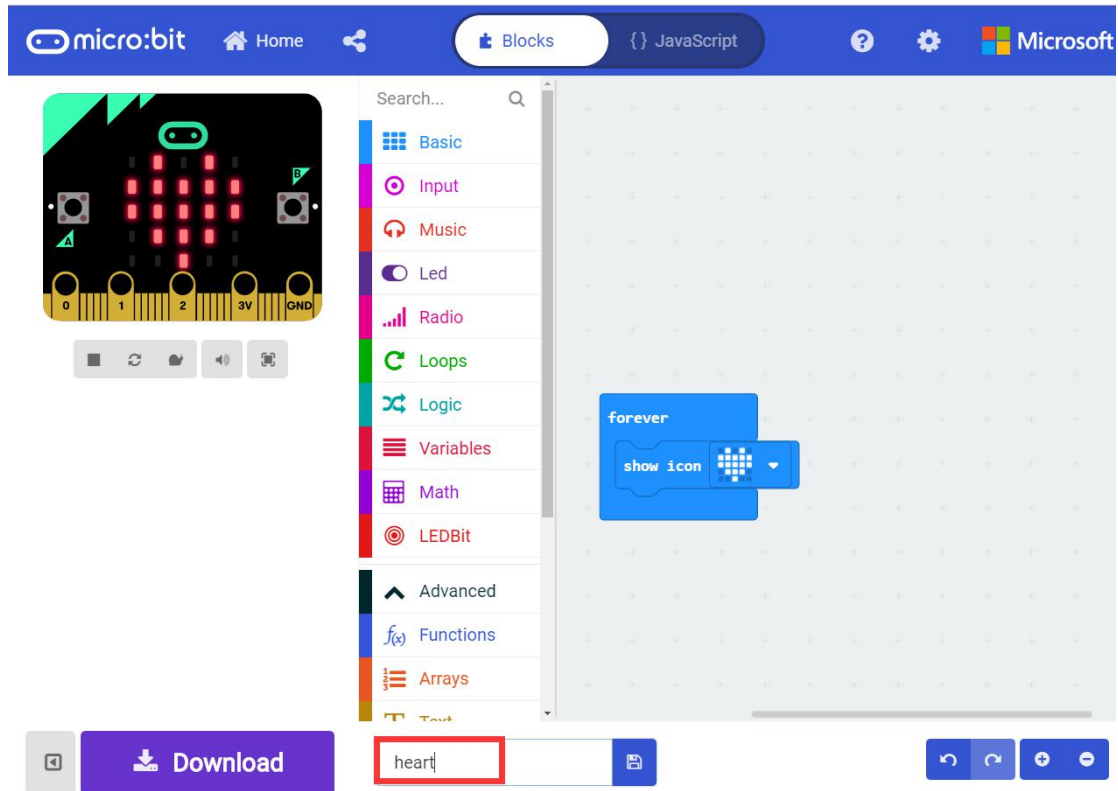 micro:bit Home Blocks {} JavaScript ? Microsoft
Search...
Basic
Input
Music
Led
Radio
Loops
Logic
Variables
Math
LEDBit
Advanced
f(x) Functions
Arrays
Text
B
A
0 1 2 3V GND
forever
show icon
Download
heart